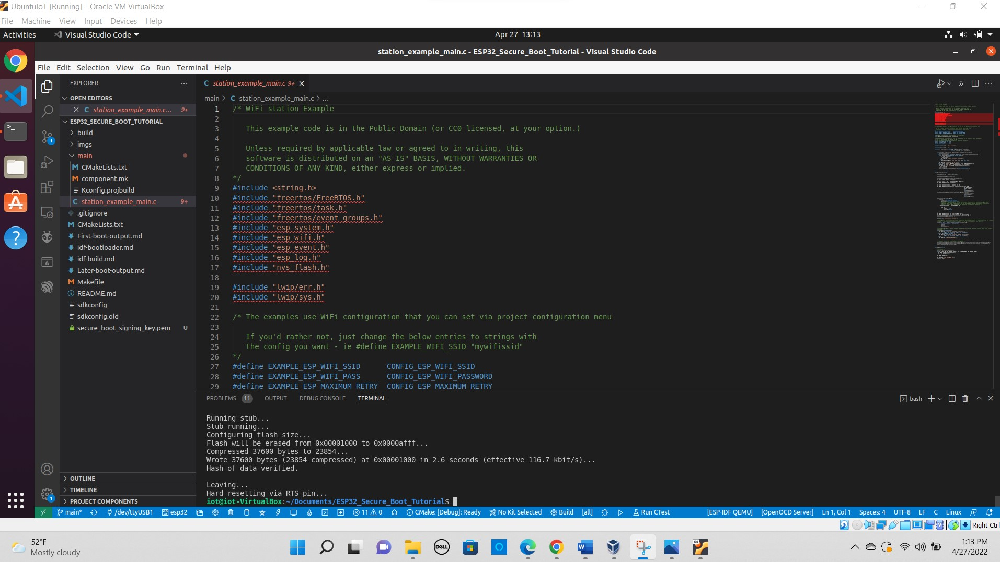 UbuntuIoT [Running] - Oracle VM VirtualBox
File Machine View Input Devices Help
Activities Visual Studio Code Apr 27 13:13
station_example_main.c - ESP32_Secure_Boot_Tutorial - Visual Studio Code
File Edit Selection View Go Run Terminal Help
EXPLORER
OPEN EDITORS
station_example_main.c... 9+
ESP32_SECURE_BOOT_TUTORIAL
build
imgs
main
CMakeLists.txt
component.mk
Kconfig.projbuild
station_example_main.c 9+
.gitignore
CMakeLists.txt
First-boot-output.md
idf-bootloader.md
idf-build.md
Later-boot-output.md
Makefile
README.md
sdkconfig
sdkconfig.old
secure_boot_signing_key.pem U
OUTLINE
TIMELINE
PROJECT COMPONENTS
station_example_main.c 9+
main > station_example_main.c > ...
1 /* WiFi station Example
2
3 This example code is in the Public Domain (or CC0 licensed, at your option.)
4
5 Unless required by applicable law or agreed to in writing, this
6 software is distributed on an "AS IS" BASIS, WITHOUT WARRANTIES OR
7 CONDITIONS OF ANY KIND, either express or implied.
8 */
9 #include <string.h>
10 #include "freertos/FreeRTOS.h"
11 #include "freertos/task.h"
12 #include "freertos/event_groups.h"
13 #include "esp_system.h"
14 #include "esp_wifi.h"
15 #include "esp_event.h"
16 #include "esp_log.h"
17 #include "nvs_flash.h"
18
19 #include "lwip/err.h"
20 #include "lwip/sys.h"
21
22 /* The examples use WiFi configuration that you can set via project configuration menu
23
24 If you'd rather not, just change the below entries to strings with
25 the config you want - ie #define EXAMPLE_WIFI_SSID "mywifissid"
26 */
27 #define EXAMPLE_ESP_WIFI_SSID CONFIG_ESP_WIFI_SSID
28 #define EXAMPLE_ESP_WIFI_PASS CONFIG_ESP_WIFI_PASSWORD
29 #define EXAMPLE_ESP_MAXIMUM_RETRY CONFIG_ESP_MAXIMUM_RETRY
PROBLEMS 11 OUTPUT DEBUG CONSOLE TERMINAL bash
Running stub...
Stub running...
Configuring flash size...
Flash will be erased from 0x00001000 to 0x0000afff...
Compressed 37600 bytes to 23854...
Wrote 37600 bytes (23854 compressed) at 0x00001000 in 2.6 seconds (effective 116.7 kbit/s)...
Hash of data verified.
Leaving...
Hard resetting via RTS pin...
iot@iot-VirtualBox:~/Documents/ESP32_Secure_Boot_Tutorial$
main* /dev/ttyUSB1 esp32 11 0 CMake: [Debug]: Ready No Kit Selected Build [all] Run CTest [ESP-IDF QEMU] [OpenOCD Server] Ln 1, Col 1 Spaces: 4 UTF-8 LF C Linux
Right Ctrl
52°F
Mostly cloudy
DELL
1:13 PM
4/27/2022